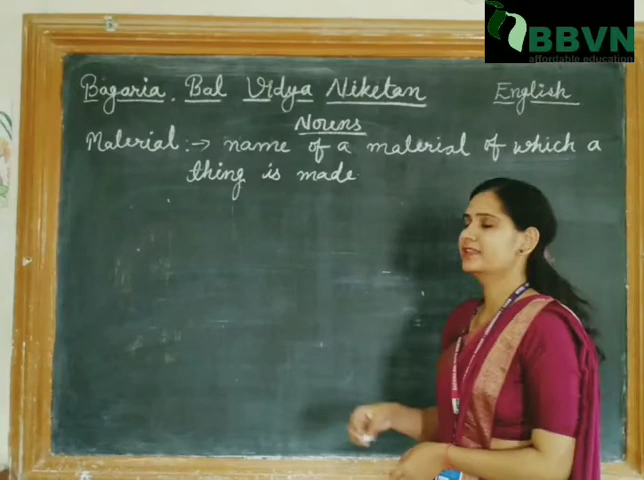 BBVN
affordable education
Bagaria Bal Vidya Niketan English
Nouns
Material :→ name of a material of which a
thing is made